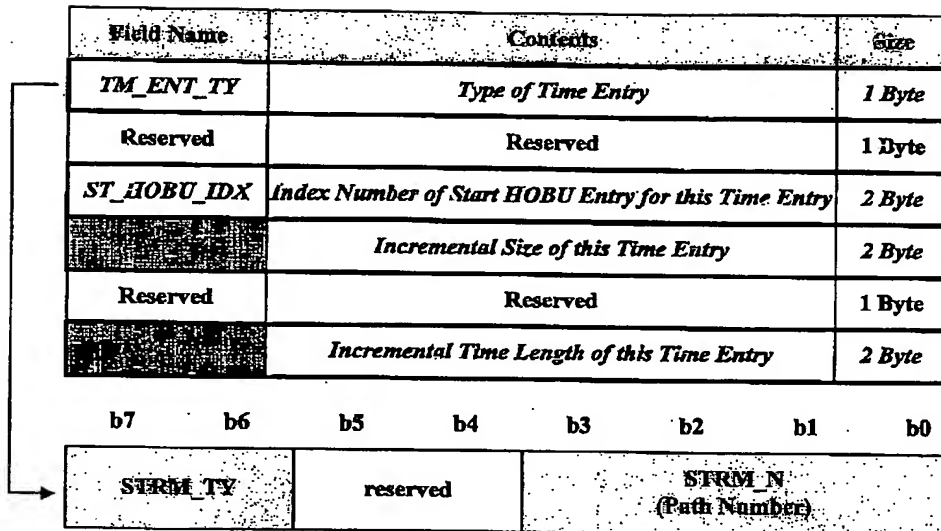 Field Name Contents Size
TM_ENT_TY Type of Time Entry 1 Byte
Reserved Reserved 1 Byte
ST_HOBU_IDX Index Number of Start HOBU Entry for this Time Entry 2 Byte
Incremental Size of this Time Entry 2 Byte
Reserved Reserved 1 Byte
Incremental Time Length of this Time Entry 2 Byte
b7 b6 b5 b4 b3 b2 b1 b0
STRM_TY reserved STRM_N
(Path Number)